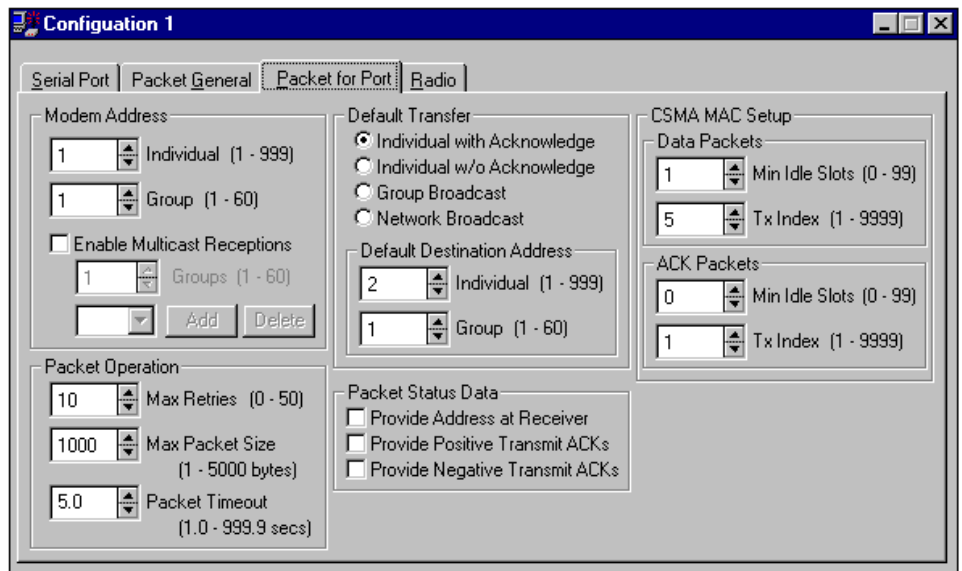 Configuation 1
Serial Port
Packet General
Packet for Port
Radio
Modem Address
1
Individual (1 - 999)
1
Group (1 - 60)
Enable Multicast Receptions
1
Groups (1 - 60)
Add
Delete
Packet Operation
10
Max Retries (0 - 50)
1000
Max Packet Size
(1 - 5000 bytes)
5.0
Packet Timeout
(1.0 - 999.9 secs)
Default Transfer
Individual with Acknowledge
Individual w/o Acknowledge
Group Broadcast
Network Broadcast
Default Destination Address
2
Individual (1 - 999)
1
Group (1 - 60)
Packet Status Data
Provide Address at Receiver
Provide Positive Transmit ACKs
Provide Negative Transmit ACKs
CSMA MAC Setup
Data Packets
1
Min Idle Slots (0 - 99)
5
Tx Index (1 - 9999)
ACK Packets
0
Min Idle Slots (0 - 99)
1
Tx Index (1 - 9999)